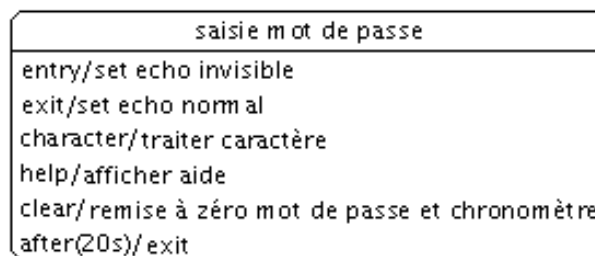 saisie mot de passe
entry/set echo invisible
exit/set echo normal
character/traiter caractère
help/afficher aide
clear/remise à zéro mot de passe et chronomètre
after(20s)/exit